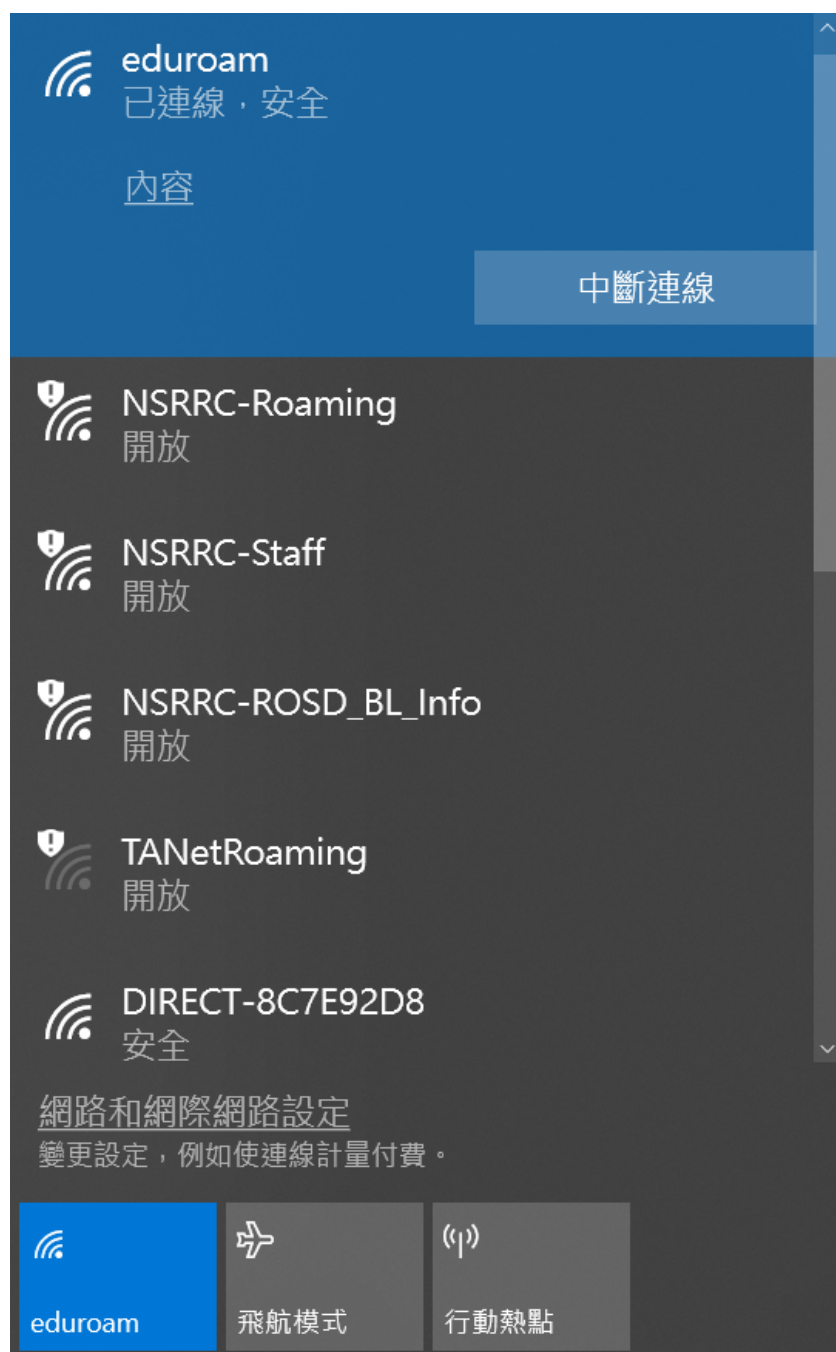 eduroam
已連線，安全
內容
中斷連線
NSRRC-Roaming
開放
NSRRC-Staff
開放
NSRRC-ROSD_BL_Info
開放
TANetRoaming
開放
DIRECT-8C7E92D8
安全
網路和網際網路設定
變更設定，例如使連線計量付費。
eduroam
飛航模式
行動熱點